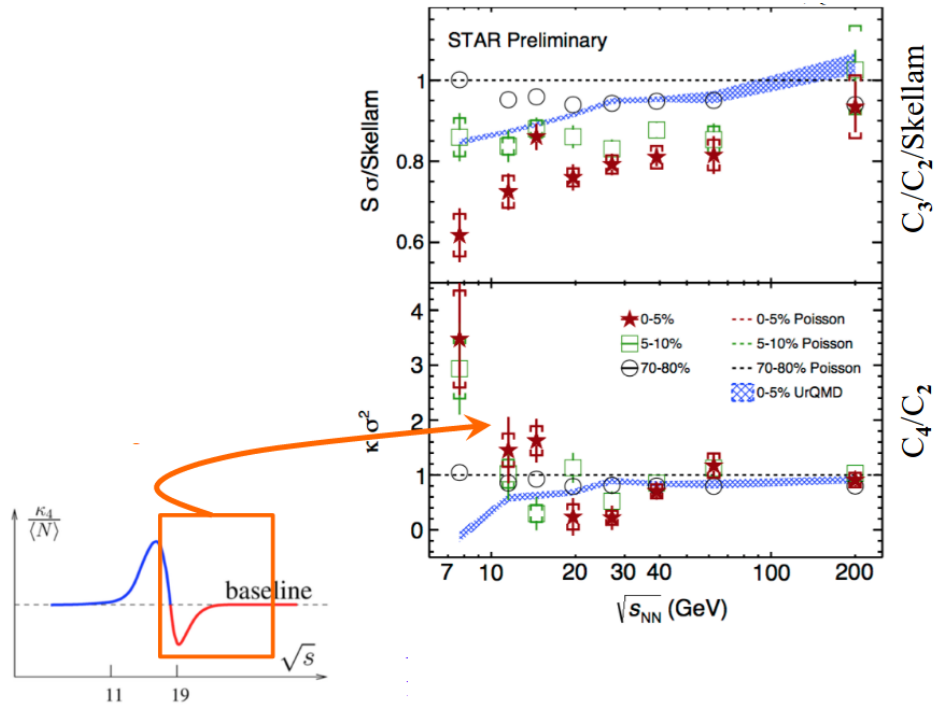 STAR Preliminary
1
0.8
0.6
S σ/Skellam
C3/C2/Skellam
4
3
2
1
0
κσ²
C4/C2
0-5%
5-10%
70-80%
0-5% Poisson
5-10% Poisson
70-80% Poisson
0-5% UrQMD
7 10 20 30 40 100 200
√sNN (GeV)
κ4
⟨N⟩
baseline
√s
11 19